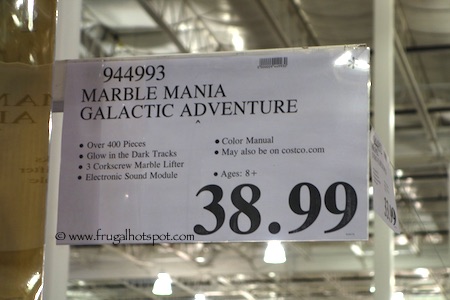 944993
MARBLE MANIA
GALACTIC ADVENTURE
• Over 400 Pieces
• Glow in the Dark Tracks
• 3 Corkscrew Marble Lifter
• Electronic Sound Module
• Color Manual
• May also be on costco.com
• Ages: 8+
38.99
© www.frugalhotspot.com